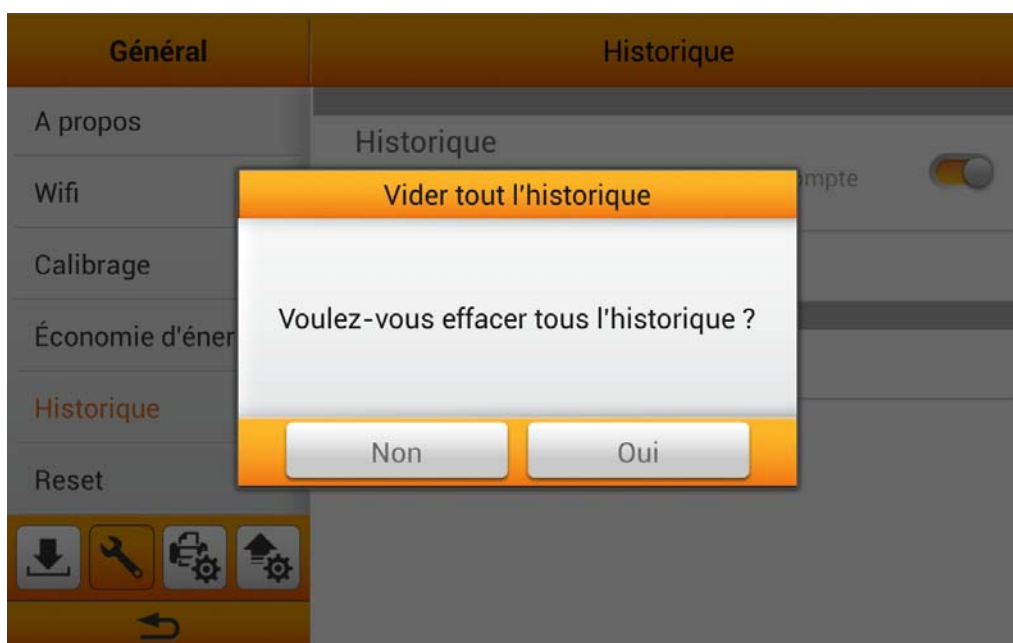 Général
Historique
A propos
Wifi
Calibrage
Économie d'éner
Historique
Reset
Historique
Vider tout l'historique
Voulez-vous effacer tous l'historique ?
Non
Oui